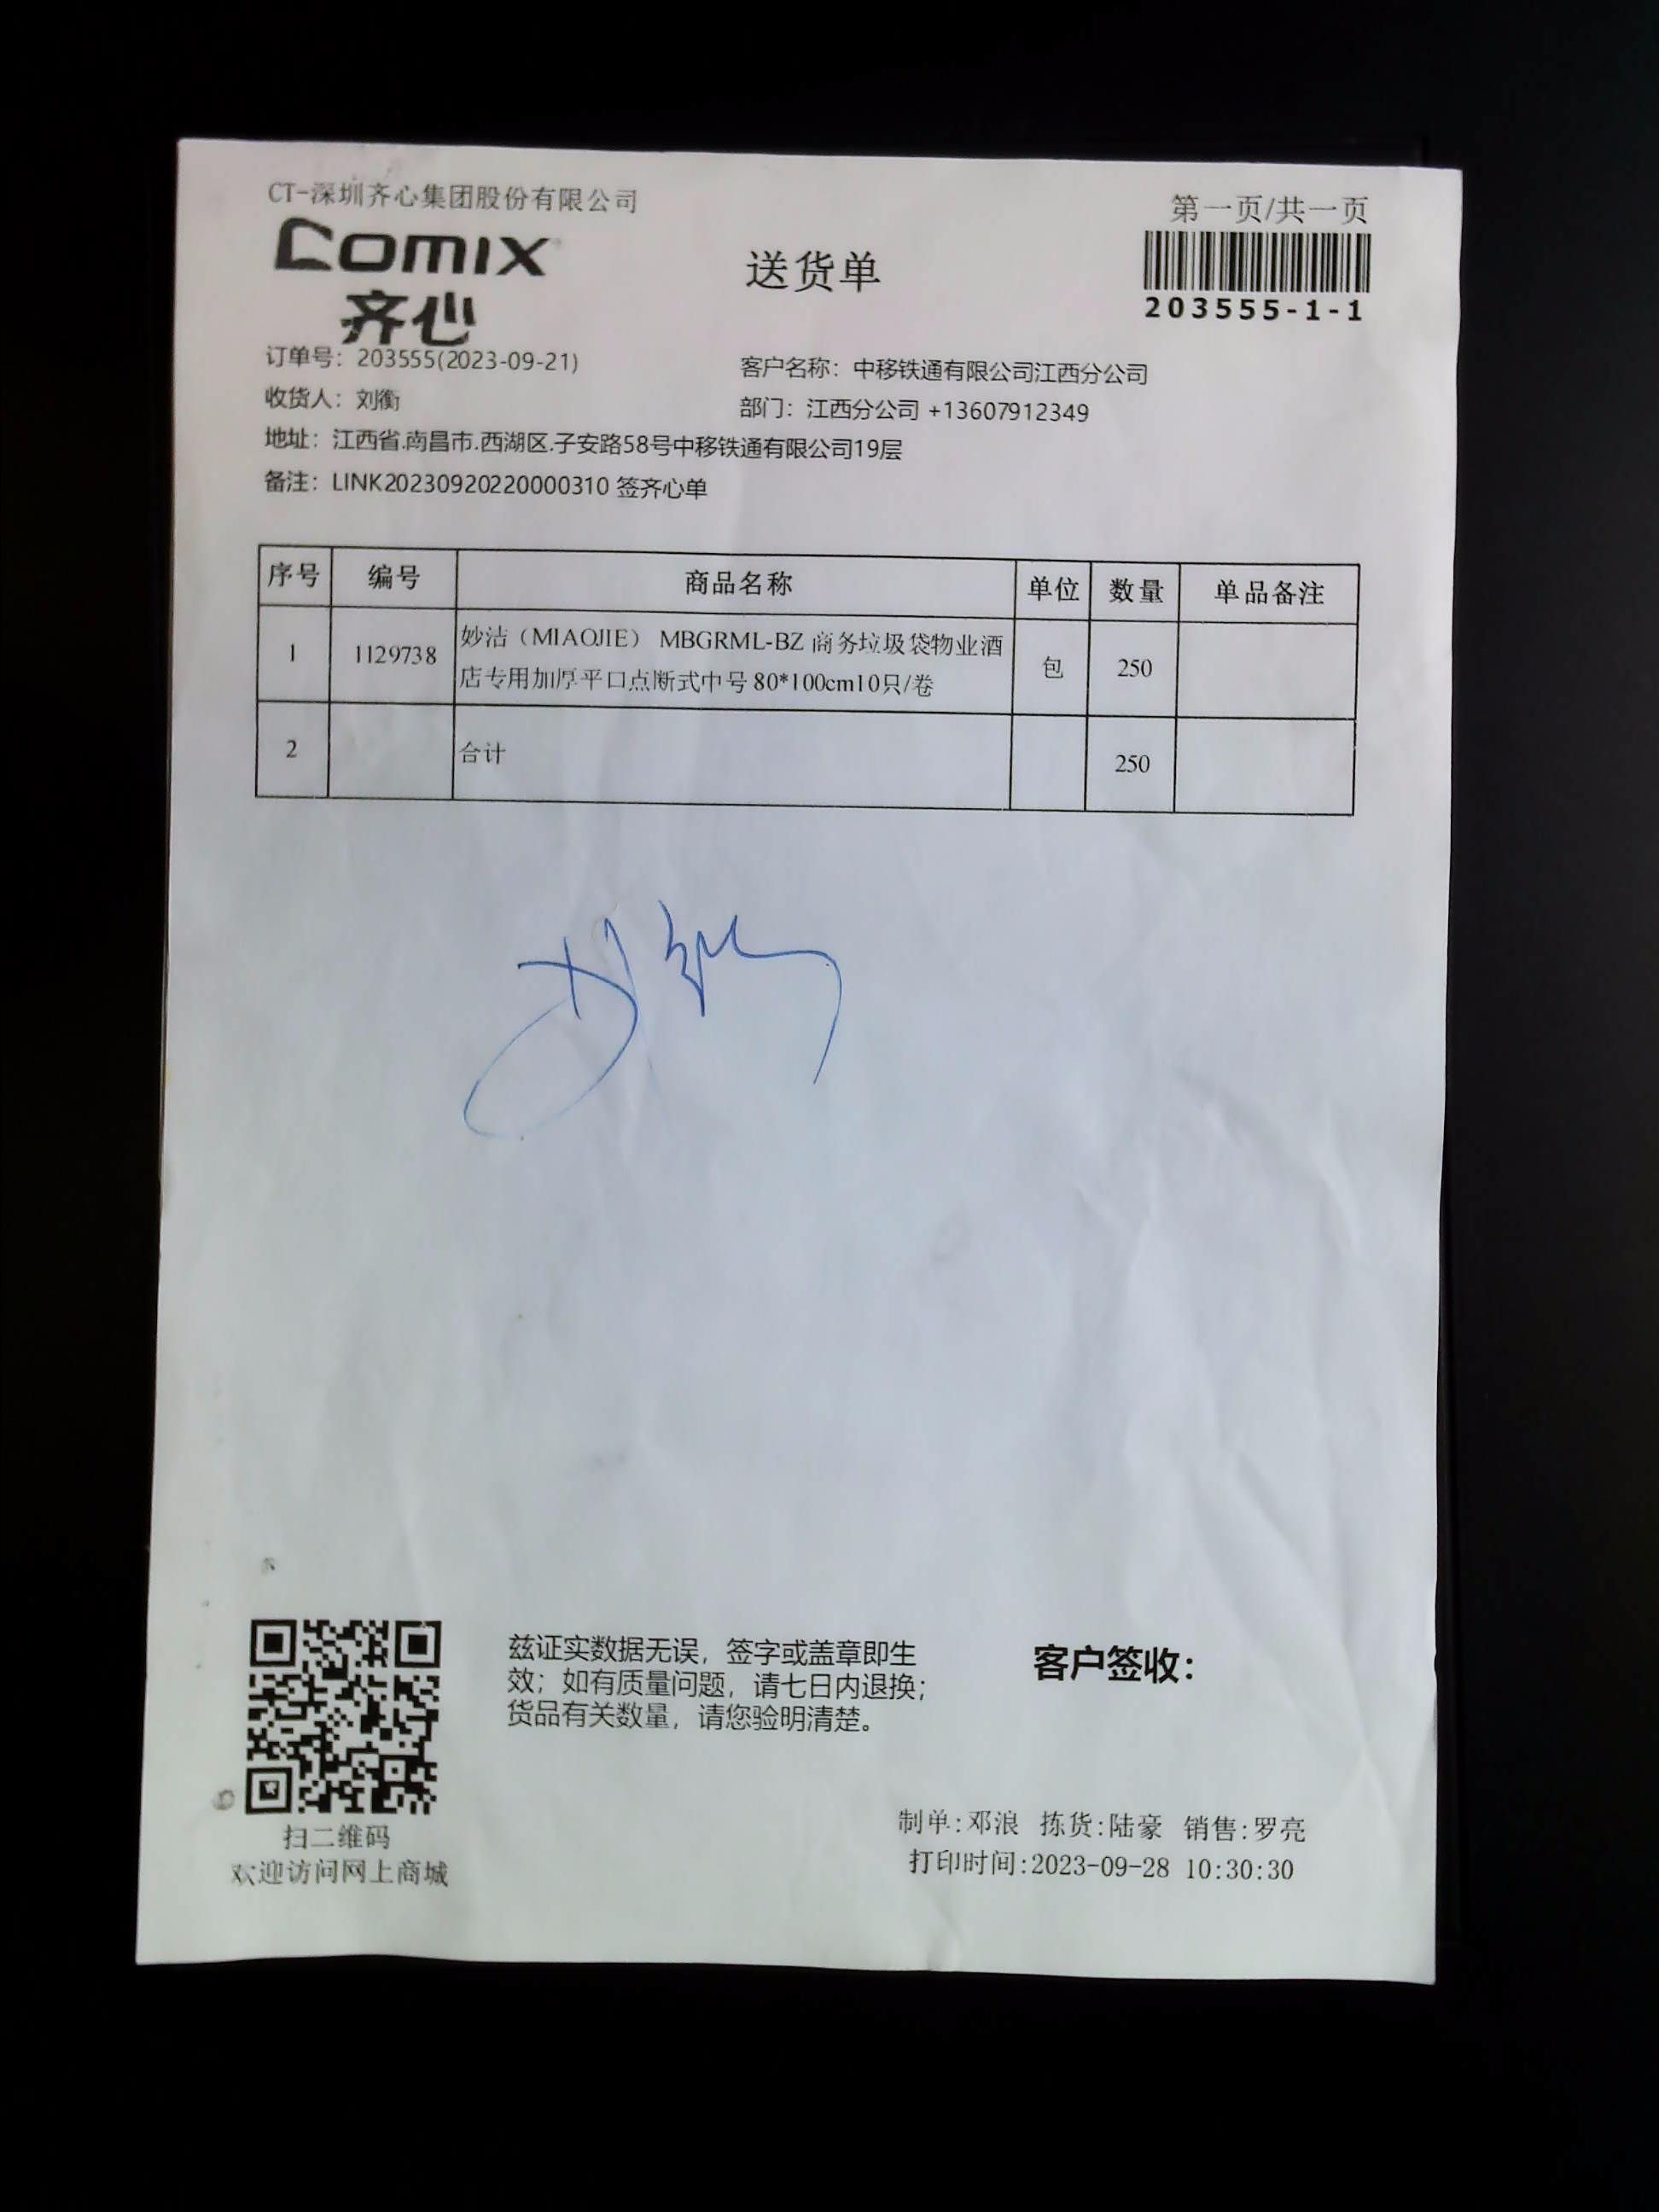 CT-深圳齐心集团股份有限公司
第一页/共一页
Comix
齐心
送货单
203555-1-1
订单号：203555(2023-09-21)
客户名称：中移铁通有限公司江西分公司
收货人：刘衡
部门：江西分公司 +13607912349
地址：江西省.南昌市.西湖区.子安路58号中移铁通有限公司19层
备注：LINK20230920220000310 签齐心单
序号 编号 商品名称 单位 数量 单品备注
1 1129738 妙洁（MIAOJIE） MBGRML-BZ 商务垃圾袋物业酒
店专用加厚平口点断式中号 80*100cm10只/卷 包 250
2 合计 250
兹证实数据无误，签字或盖章即生
效；如有质量问题，请七日内退换；
货品有关数量，请您验明清楚。
客户签收：
扫二维码
欢迎访问网上商城
制单:邓浪 拣货:陆豪 销售:罗亮
打印时间:2023-09-28 10:30:30